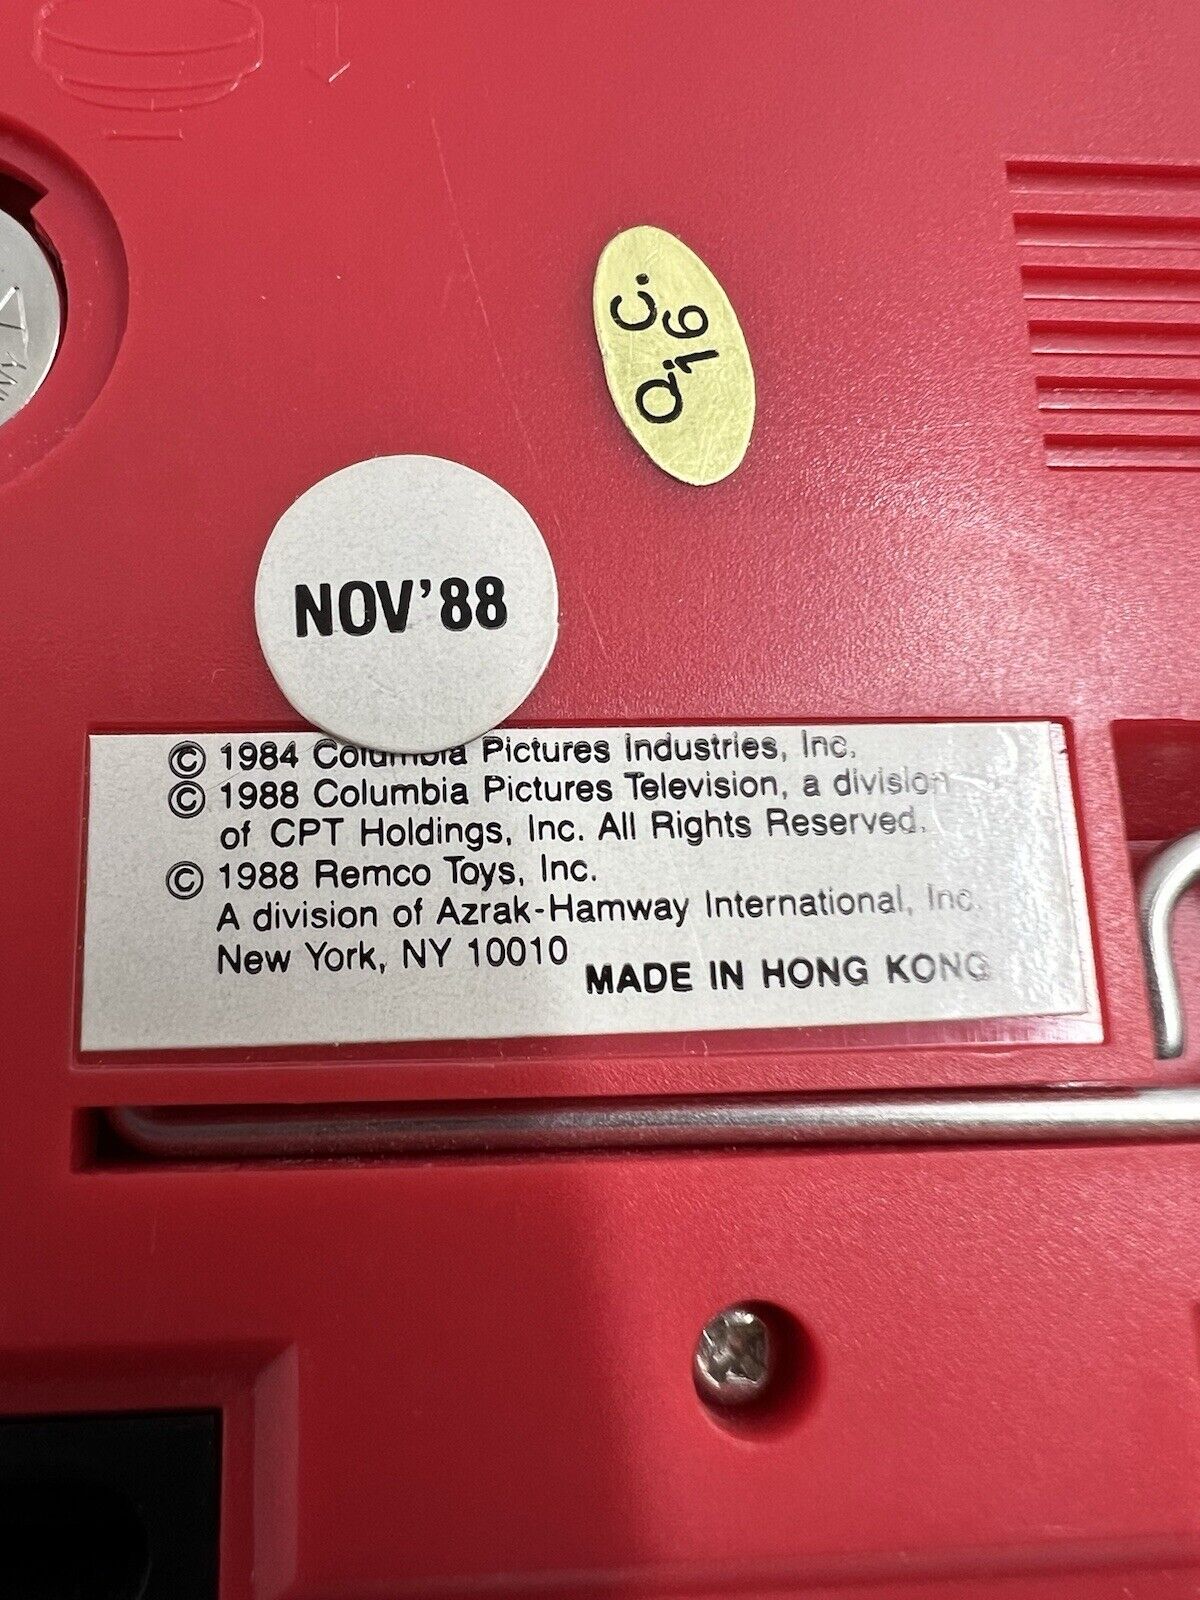 Q.C.
16
NOV'88
© 1984 Columbia Pictures Industries, Inc.
© 1988 Columbia Pictures Television, a division
of CPT Holdings, Inc. All Rights Reserved.
© 1988 Remco Toys, Inc.
A division of Azrak-Hamway International, Inc.
New York, NY 10010
MADE IN HONG KONG